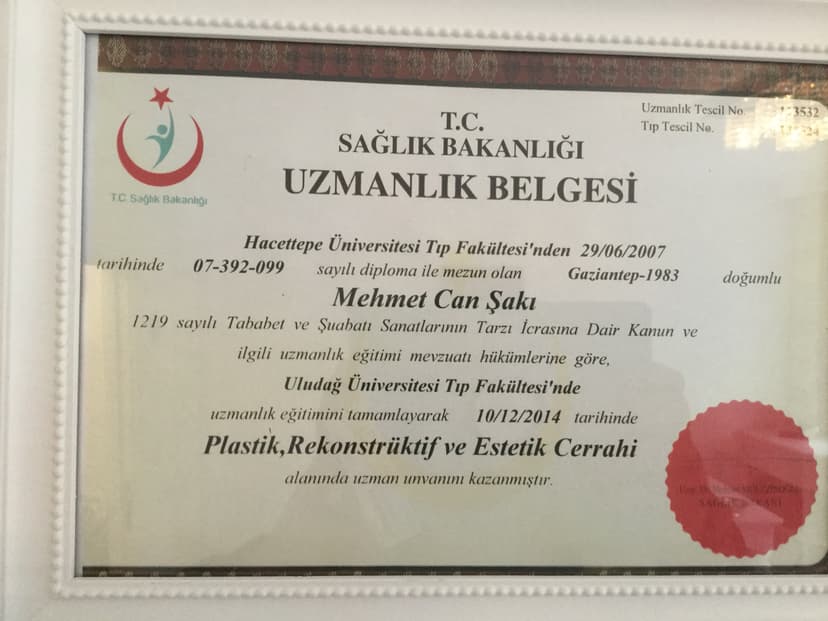 Uzmanlık Tescil No.
Tıp Tescil No.
T.C.
SAĞLIK BAKANLIĞI
UZMANLIK BELGESİ
T.C. Sağlık Bakanlığı
Hacettepe Üniversitesi Tıp Fakültesi'nden 29/06/2007
tarihinde 07-392-099 sayılı diploma ile mezun olan Gaziantep-1983 doğumlu
Mehmet Can Şakı
1219 sayılı Tababet ve Şuabatı Sanatlarının Tarzı İcrasına Dair Kanun ve
ilgili uzmanlık eğitimi mevzuatı hükümlerine göre,
Uludağ Üniversitesi Tıp Fakültesi'nde
uzmanlık eğitimini tamamlayarak 10/12/2014 tarihinde
Plastik,Rekonstrüktif ve Estetik Cerrahi
alanında uzman unvanını kazanmıştır.
SAĞLIK BAKANI